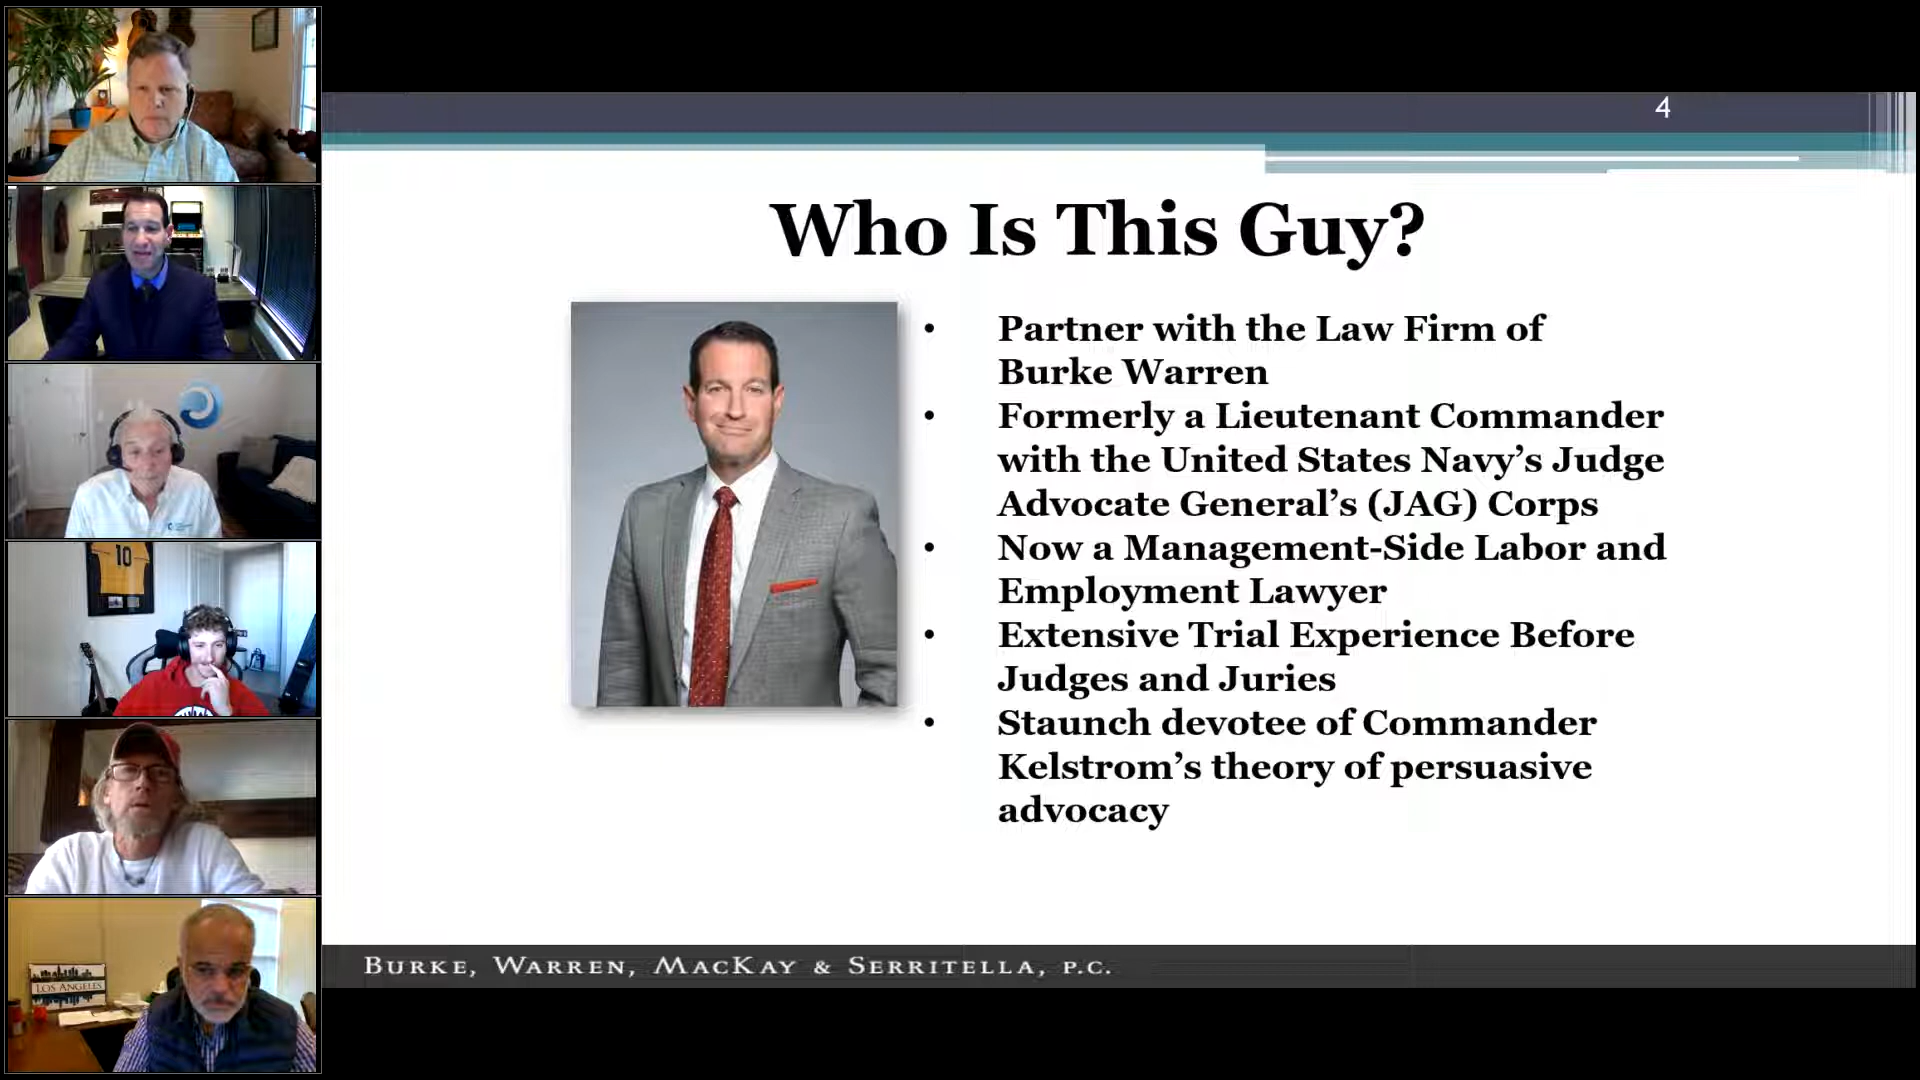 4
Who Is This Guy?
• Partner with the Law Firm of
Burke Warren
• Formerly a Lieutenant Commander
with the United States Navy’s Judge
Advocate General’s (JAG) Corps
• Now a Management-Side Labor and
Employment Lawyer
• Extensive Trial Experience Before
Judges and Juries
• Staunch devotee of Commander
Kelstrom’s theory of persuasive
advocacy
BURKE, WARREN, MACKAY & SERRITELLA, P.C.
10
LOS ANGELES